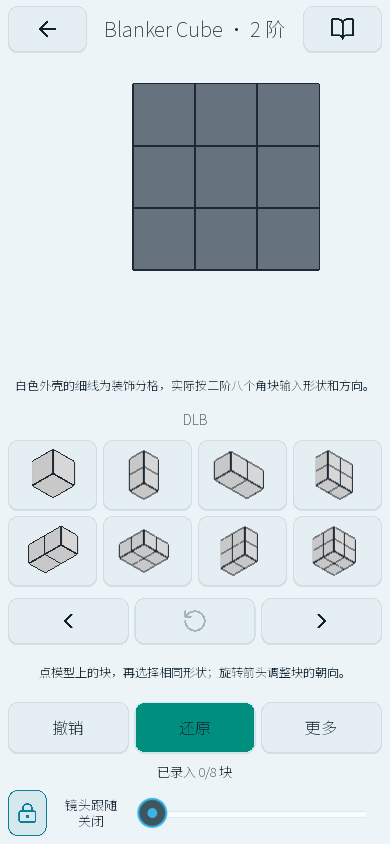 Blanker Cube · 2 阶
白色外壳的细线为装饰分格，实际按二阶八个角块输入形状和方向。
DLB
点模型上的块，再选择相同形状；旋转箭头调整块的朝向。
撤销
还原
更多
已录入 0/8 块
镜头跟随
关闭